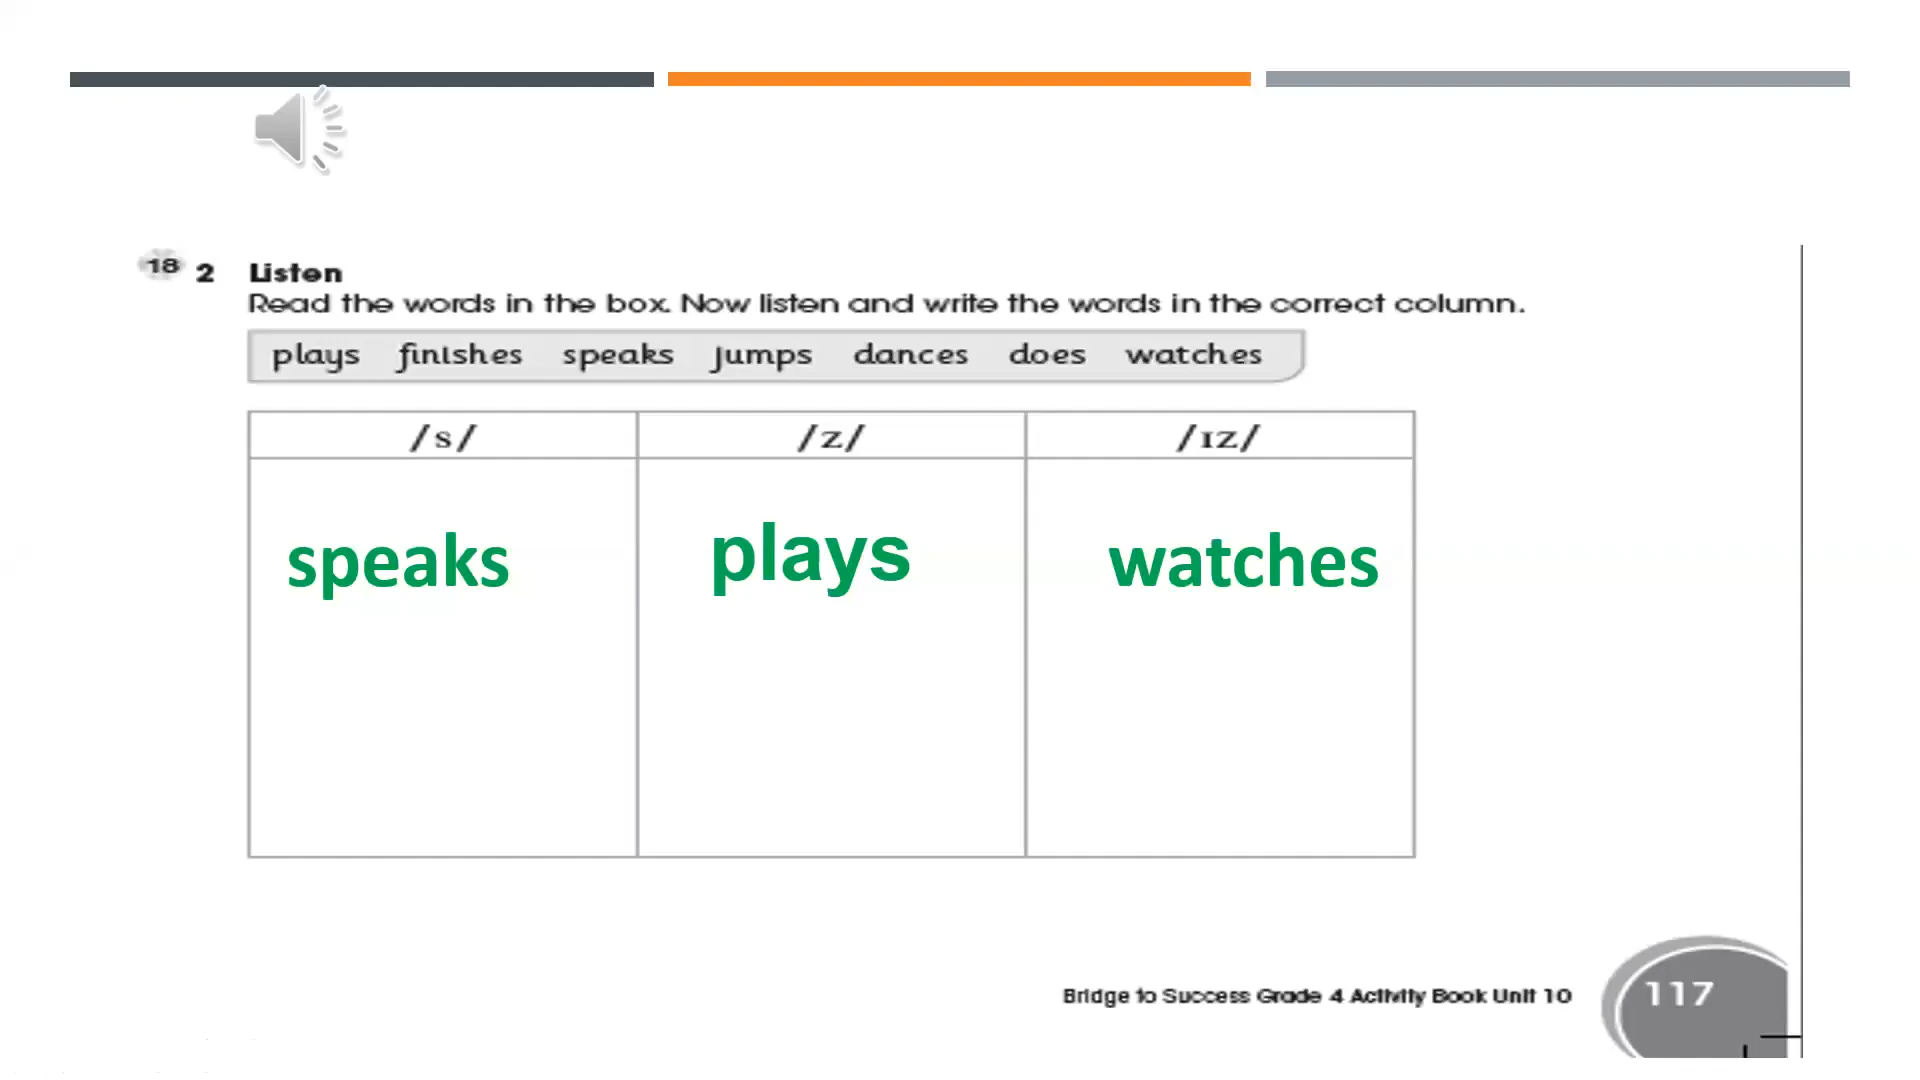 18 2 Listen
Read the words in the box. Now listen and write the words in the correct column.
plays finishes speaks jumps dances does watches
/s/ /z/ /ɪz/
speaks plays watches
Bridge to Success Grade 4 Activity Book Unit 10
117